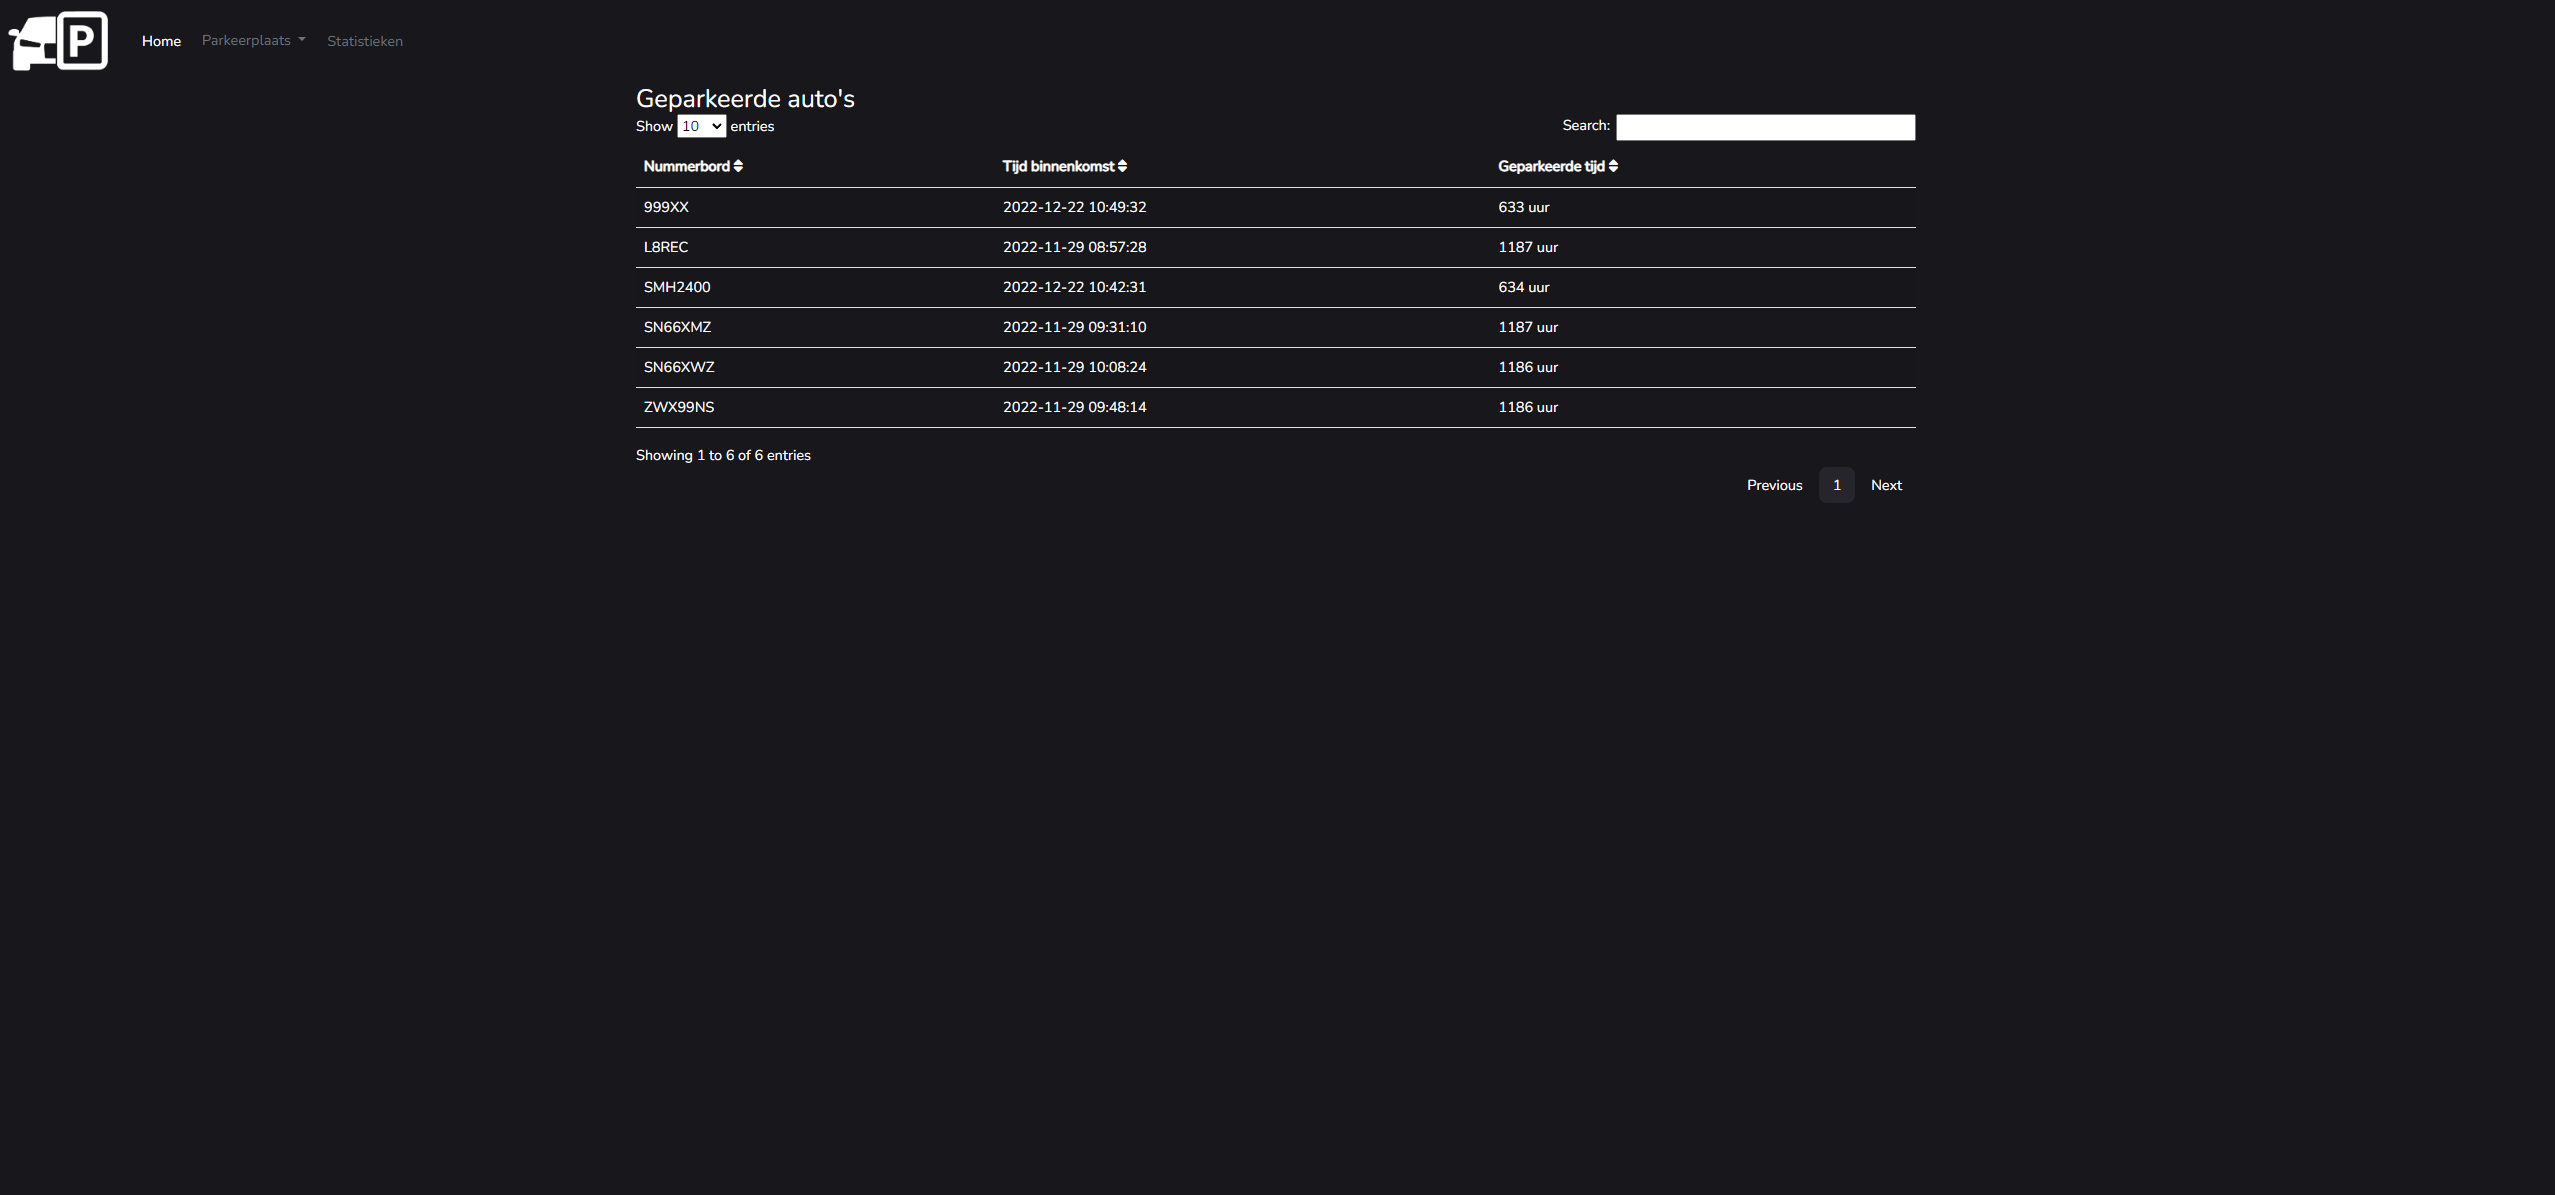 P
Home Parkeerplaats Statistieken
Geparkeerde auto's
Show 10 entries Search:
Nummerbord Tijd binnenkomst Geparkeerde tijd
999XX 2022-12-22 10:49:32 633 uur
L8REC 2022-11-29 08:57:28 1187 uur
SMH2400 2022-12-22 10:42:31 634 uur
SN66XMZ 2022-11-29 09:31:10 1187 uur
SN66XWZ 2022-11-29 10:08:24 1186 uur
ZWX99NS 2022-11-29 09:48:14 1186 uur
Showing 1 to 6 of 6 entries
Previous 1 Next